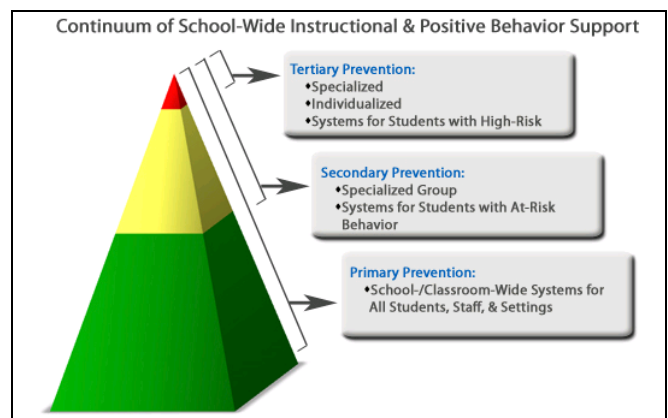 Continuum of School-Wide Instructional & Positive Behavior Support
Tertiary Prevention:
♦Specialized
♦Individualized
♦Systems for Students with High-Risk
Secondary Prevention:
♦Specialized Group
♦Systems for Students with At-Risk
Behavior
Primary Prevention:
♦School-/Classroom-Wide Systems for
All Students, Staff, & Settings